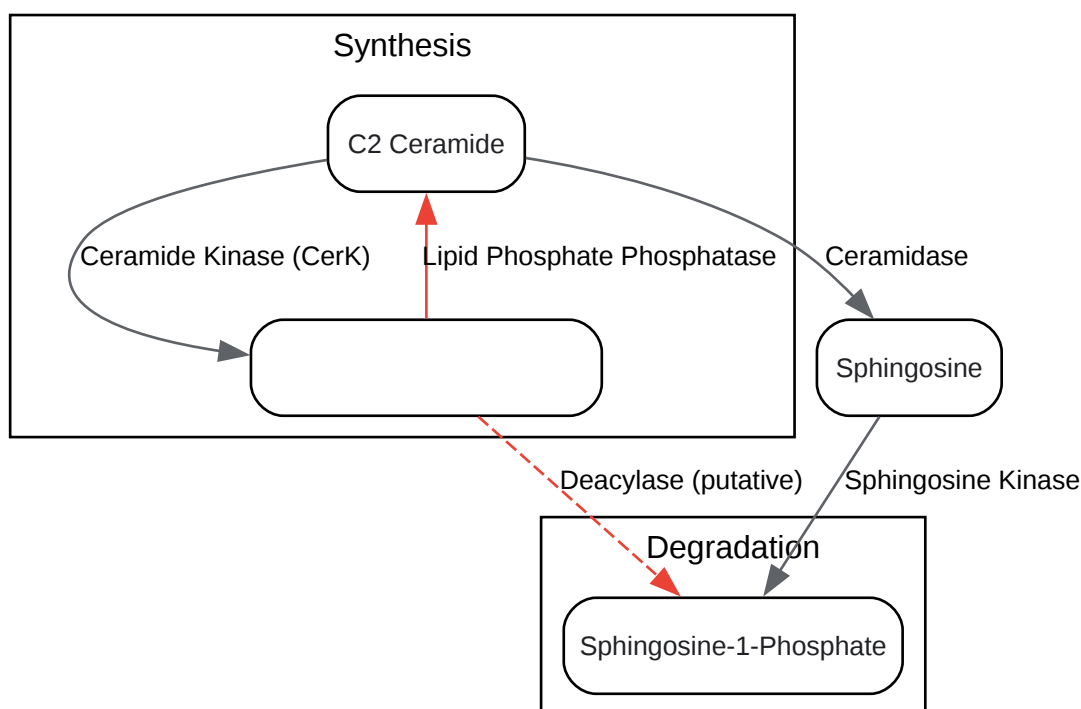 Synthesis
C2 Ceramide
Ceramide Kinase (CerK)
Lipid Phosphate Phosphatase
Ceramidase
Sphingosine
Deacylase (putative)
Sphingosine Kinase
Degradation
Sphingosine-1-Phosphate